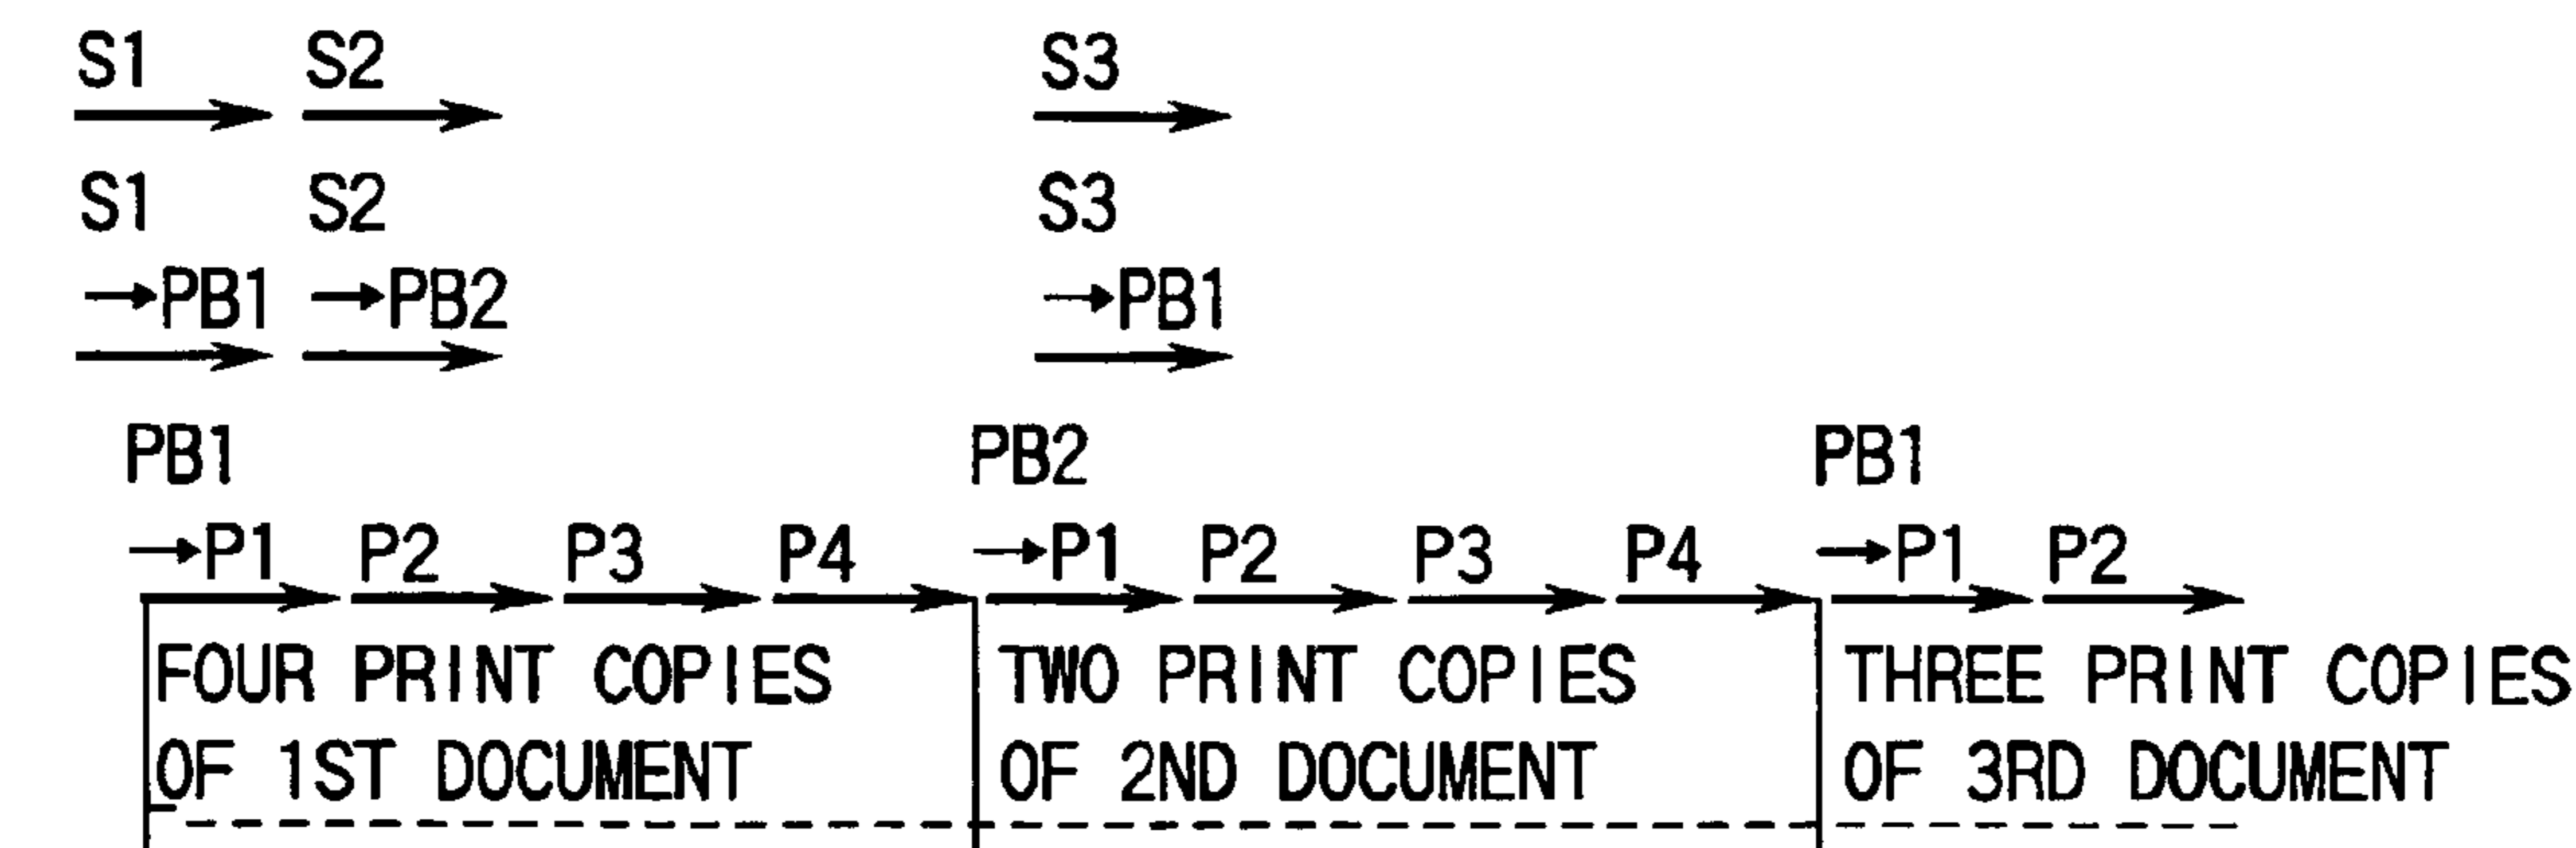 S1 S2 S3
S1 S2 S3
→PB1 →PB2 →PB1
PB1 PB2 PB1
→P1 P2 P3 P4 →P1 P2 P3 P4 →P1 P2
FOUR PRINT COPIES TWO PRINT COPIES THREE PRINT COPIES
OF 1ST DOCUMENT OF 2ND DOCUMENT OF 3RD DOCUMENT